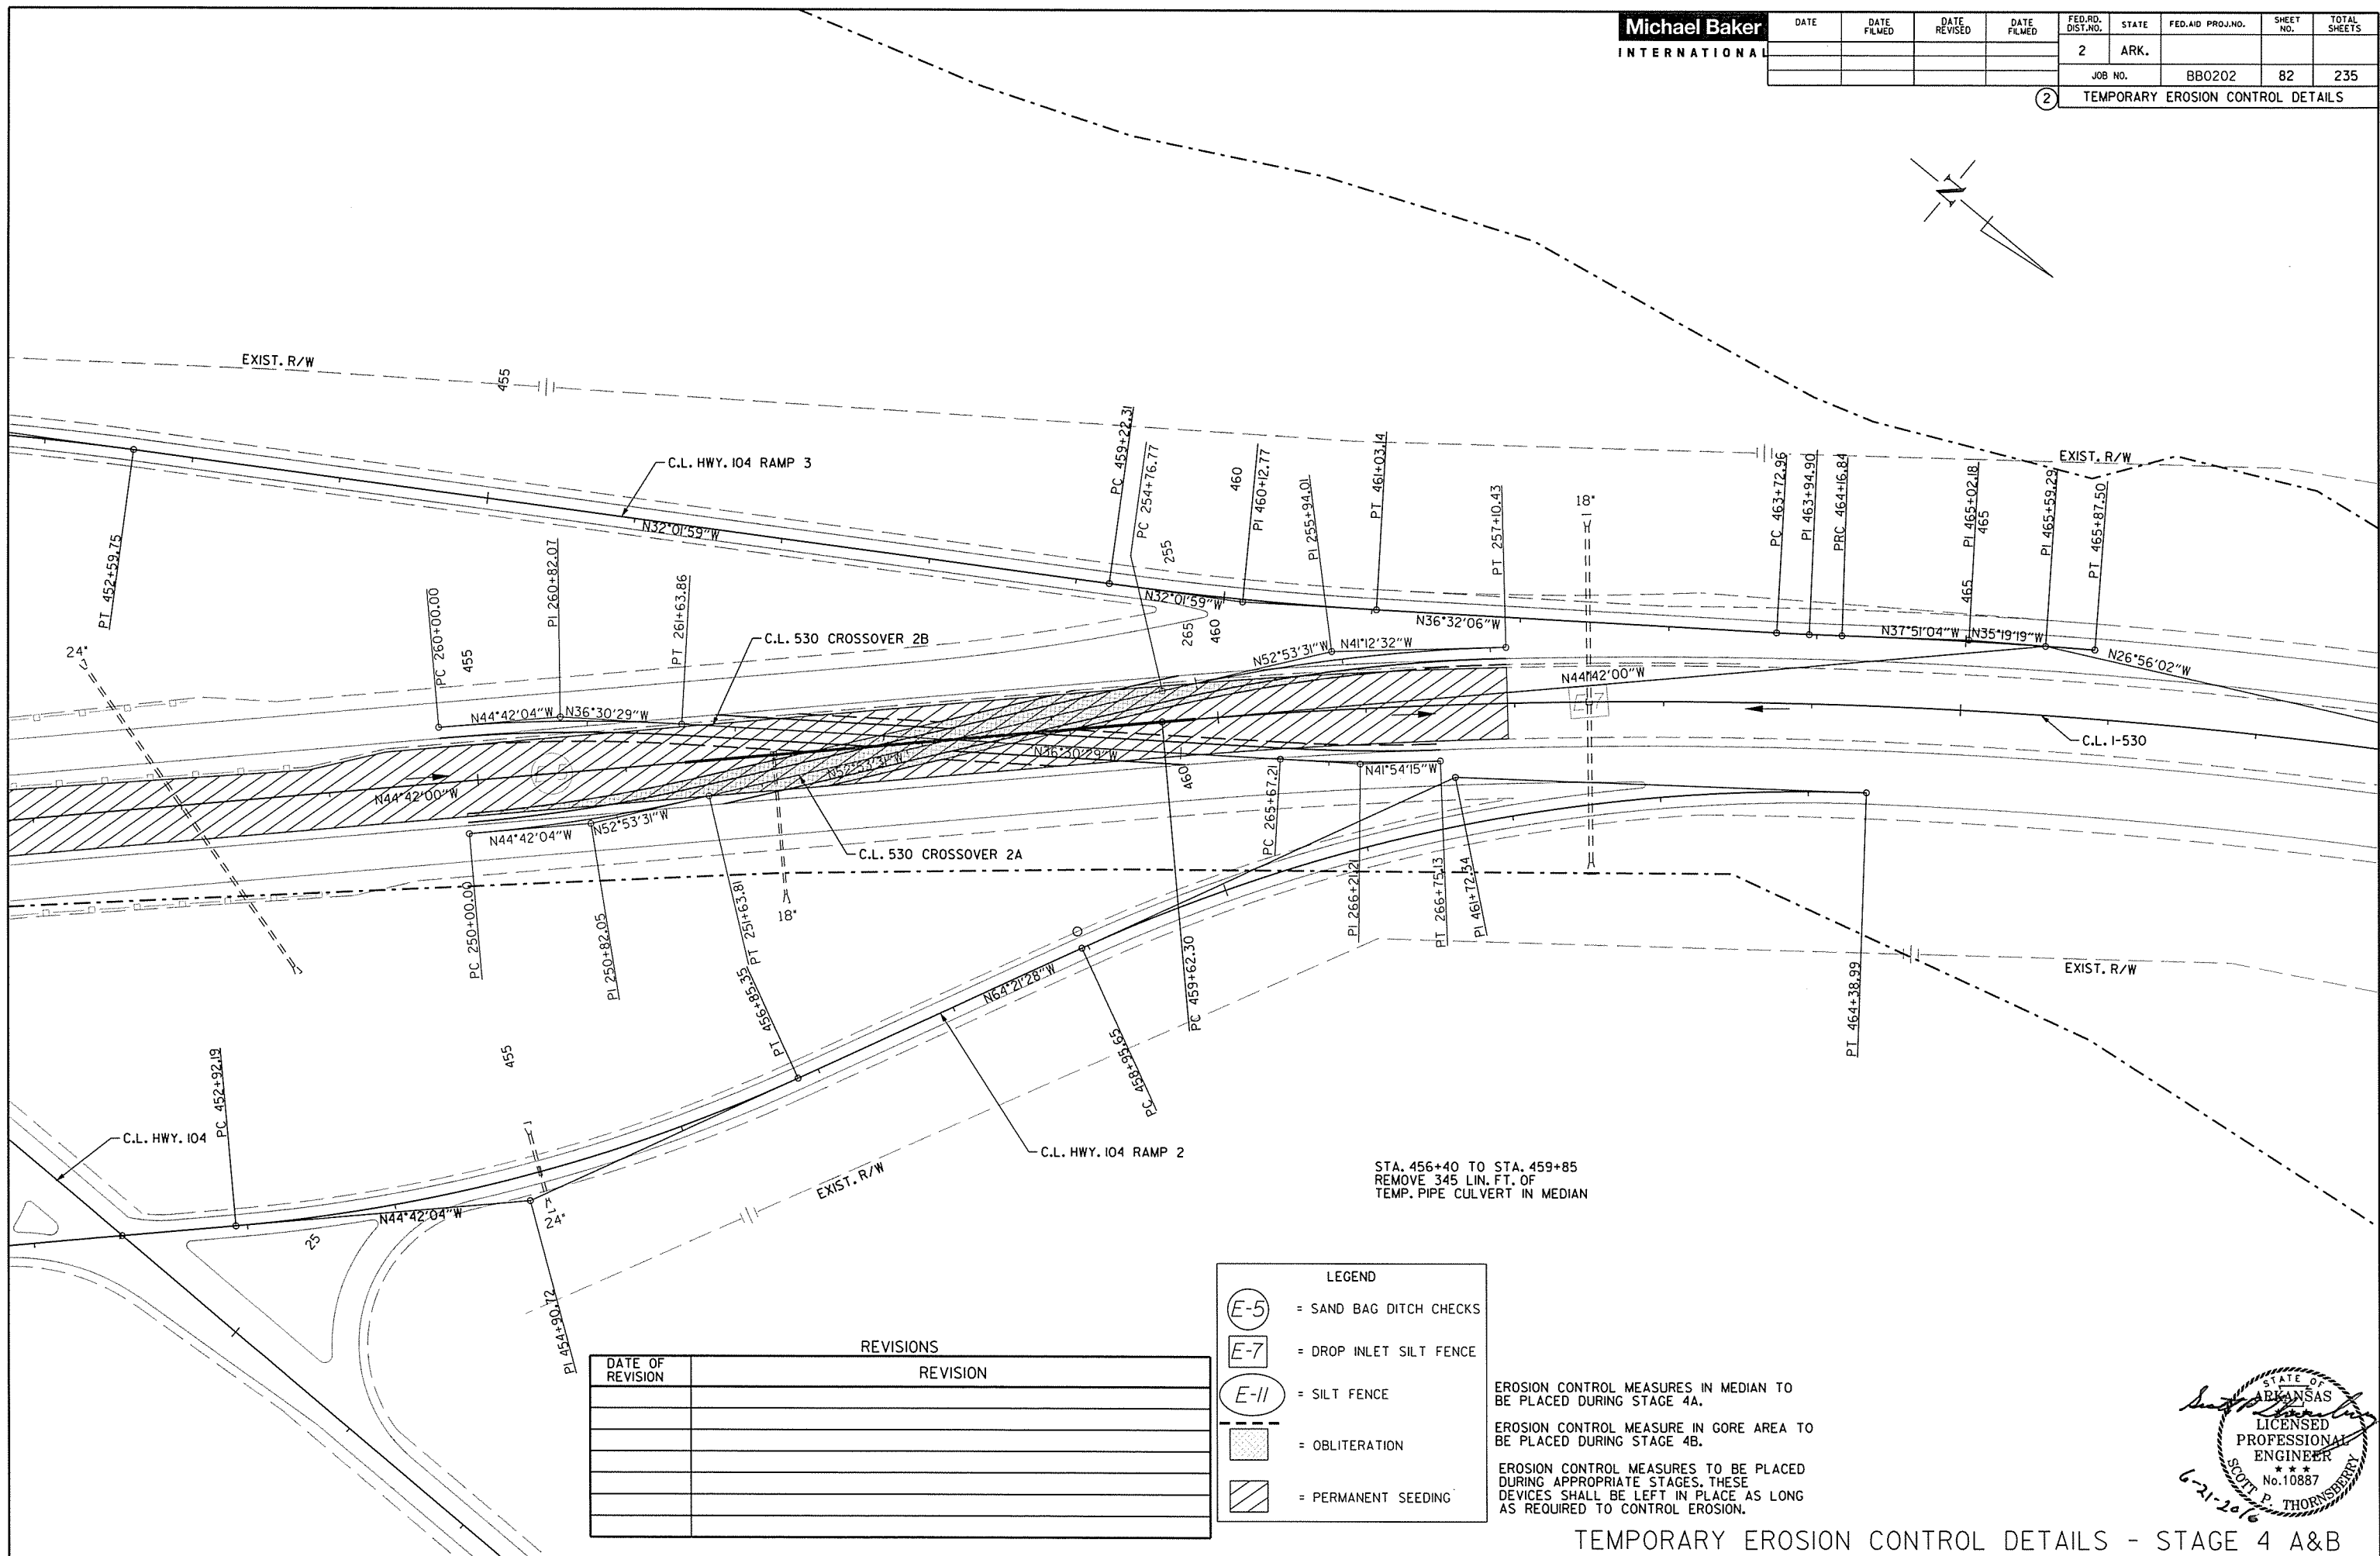 Michael Baker
INTERNATIONAL
DATE
DATE FILMED
DATE REVISED
DATE FILMED
FED.RD. DIST.NO.
STATE
FED.AID PROJ.NO.
SHEET NO.
TOTAL SHEETS
2
ARK.
JOB NO.
BB0202
82
235
2
TEMPORARY EROSION CONTROL DETAILS
N
EXIST. R/W
455
C.L. HWY. 104 RAMP 3
N32°01'59"W
PT 452+59.75
PC 459+22.31
PC 254+76.77
255
460
PI 460+12.77
PI 255+94.01
PT 461+03.14
PT 257+10.43
18"
PC 463+72.96
PI 463+94.90
PRC 464+16.84
PI 465+02.18
465
465
EXIST. R/W
PI 465+59.29
PT 465+87.50
24"
PC 260+00.00
455
PI 260+82.07
PT 261+63.86
C.L. 530 CROSSOVER 2B
N32°01'59"W
265
460
N36°32'06"W
N37°51'04"W
N35°19'19"W
N26°56'02"W
N52°53'31"W
N41°12'32"W
N44°42'00"W
E-7
N44°42'04"W
N36°30'29"W
E-5
N44°42'00"W
N52°53'31"W
N36°30'29"W
460
C.L. I-530
N44°42'04"W
N52°53'31"W
C.L. 530 CROSSOVER 2A
PC 265+67.21
N41°54'15"W
PI 266+21.21
PT 266+75.13
PI 461+72.34
PC 250+00.00
PI 250+82.05
PT 251+63.81
18"
PT 456+85.35
N64°21'28"W
PC 459+62.30
PC 458+95.65
PT 464+38.99
EXIST. R/W
455
PC 452+92.19
C.L. HWY. 104
N44°42'04"W
25
24"
PI 454+90.72
EXIST. R/W
C.L. HWY. 104 RAMP 2
STA. 456+40 TO STA. 459+85
REMOVE 345 LIN. FT. OF
TEMP. PIPE CULVERT IN MEDIAN
REVISIONS
DATE OF REVISION
REVISION
LEGEND
E-5 = SAND BAG DITCH CHECKS
E-7 = DROP INLET SILT FENCE
E-11 = SILT FENCE
= OBLITERATION
= PERMANENT SEEDING
EROSION CONTROL MEASURES IN MEDIAN TO
BE PLACED DURING STAGE 4A.
EROSION CONTROL MEASURE IN GORE AREA TO
BE PLACED DURING STAGE 4B.
EROSION CONTROL MEASURES TO BE PLACED
DURING APPROPRIATE STAGES. THESE
DEVICES SHALL BE LEFT IN PLACE AS LONG
AS REQUIRED TO CONTROL EROSION.
STATE OF
ARKANSAS
LICENSED
PROFESSIONAL
ENGINEER
No.10887
SCOTT P. THORNSBERRY
6-21-2016
TEMPORARY EROSION CONTROL DETAILS - STAGE 4 A&B